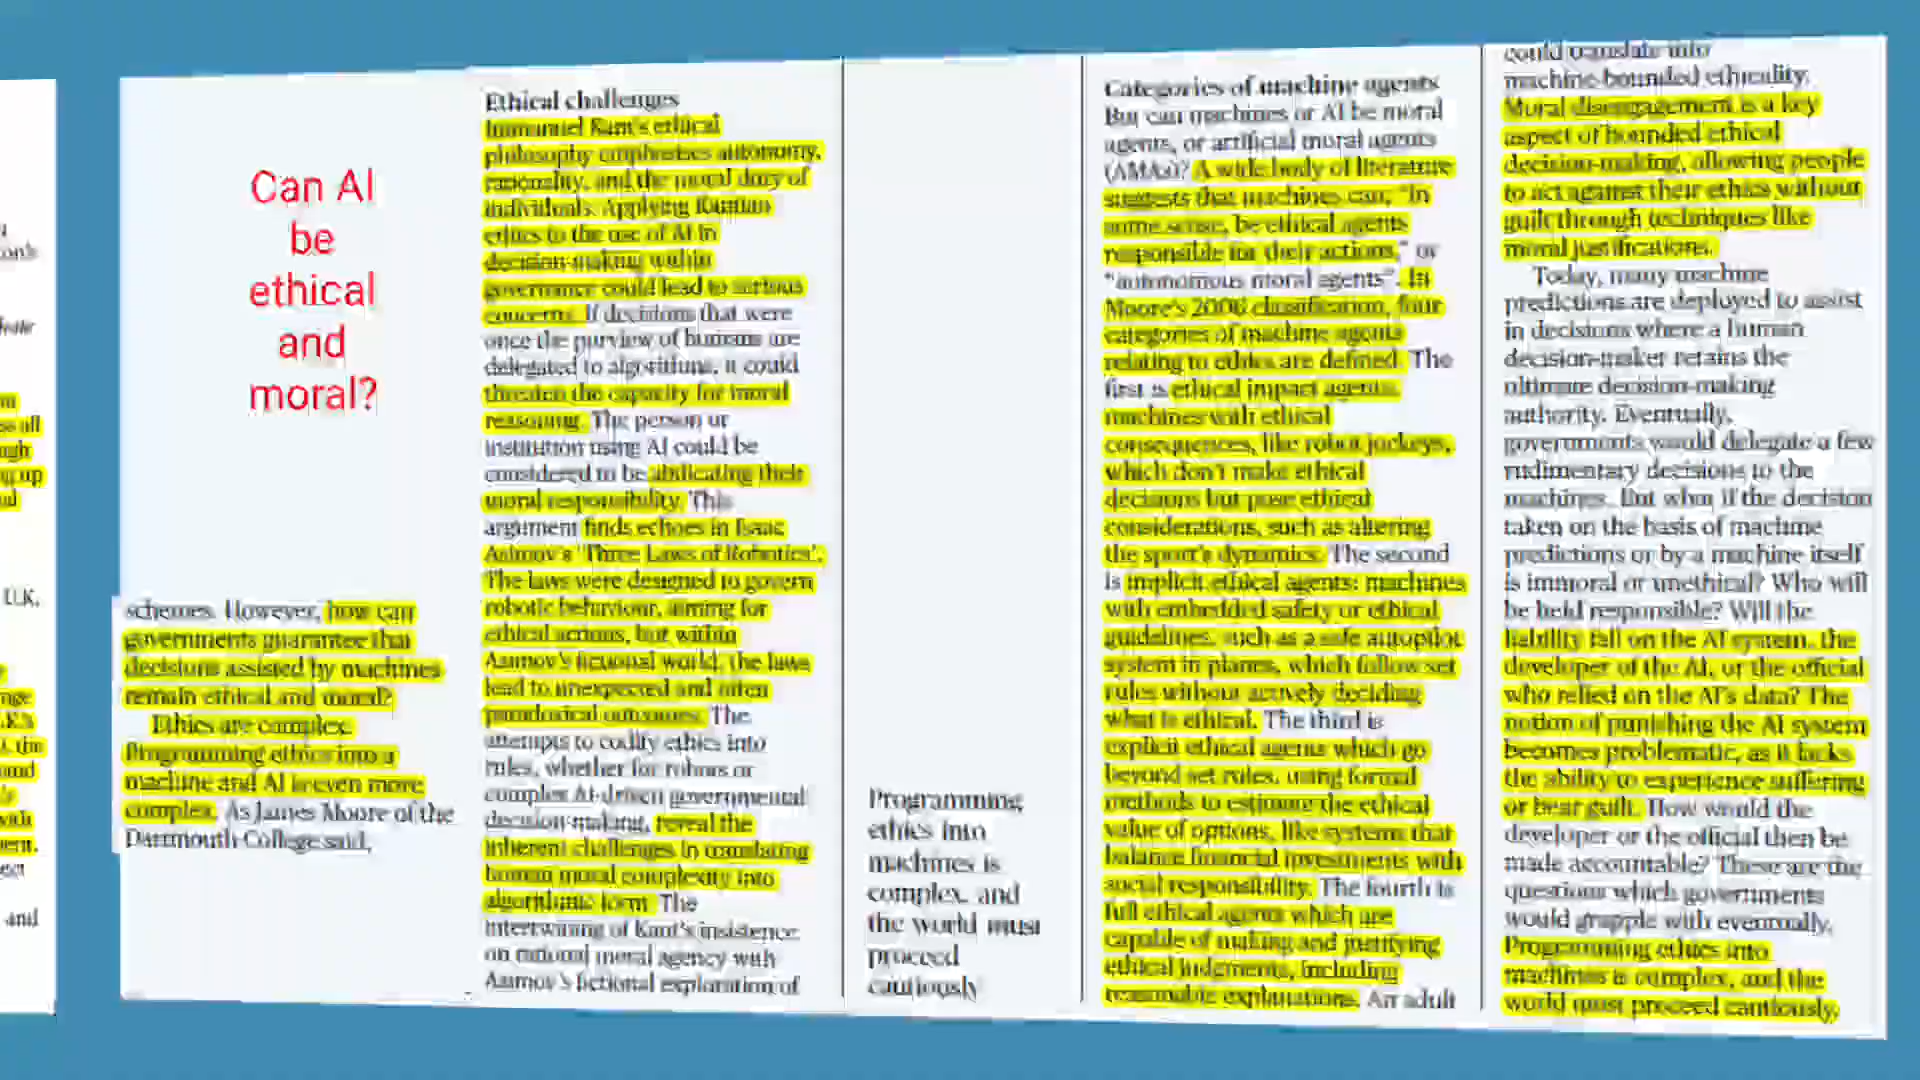 Can AI
be
ethical
and
moral?
schemes. However, how can
governments guarantee that
decisions assisted by machines
remain ethical and moral?
Ethics are complex.
Programming ethics into a
machine and AI is even more
complex. As James Moore of the
Dartmouth College said,
Ethical challenges
Immanuel Kant's ethical
philosophy emphasises autonomy,
rationality, and the moral duty of
individuals. Applying Kantian
ethics to the use of AI in
decision-making within
governance could lead to serious
concerns. If decisions that were
once the purview of humans are
delegated to algorithms, it could
threaten the capacity for moral
reasoning. The person or
institution using AI could be
considered to be abdicating their
moral responsibility. This
argument finds echoes in Isaac
Asimov's 'Three Laws of Robotics'.
The laws were designed to govern
robotic behaviour, aiming for
ethical actions, but within
Asimov's fictional world, the laws
lead to unexpected and often
paradoxical outcomes. The
attempts to codify ethics into
rules, whether for robots or
complex AI-driven governmental
decision-making, reveal the
inherent challenges in translating
human moral complexity into
algorithmic form. The
intertwining of Kant's insistence
on rational moral agency with
Asimov's fictional exploration of
Programming
ethics into
machines is
complex, and
the world must
proceed
cautiously
Categories of machine agents
But can machines or AI be moral
agents, or artificial moral agents
(AMAs)? A wide body of literature
suggests that machines can, "In
some sense, be ethical agents
responsible for their actions," or
"autonomous moral agents". In
Moore's 2006 classification, four
categories of machine agents
relating to ethics are defined. The
first is ethical impact agents:
machines with ethical
consequences, like robot jockeys,
which don't make ethical
decisions but pose ethical
considerations, such as altering
the sport's dynamics. The second
is implicit ethical agents: machines
with embedded safety or ethical
guidelines, such as a safe autopilot
system in planes, which follow set
rules without actively deciding
what is ethical. The third is
explicit ethical agents which go
beyond set rules, using formal
methods to estimate the ethical
value of options, like systems that
balance financial investments with
social responsibility. The fourth is
full ethical agents which are
capable of making and justifying
ethical judgments, including
reasonable explanations. An adult
could translate into
machine-bounded ethicality.
Moral disengagement is a key
aspect of bounded ethical
decision-making, allowing people
to act against their ethics without
guilt through techniques like
moral justifications.
Today, many machine
predictions are deployed to assist
in decisions where a human
decision-maker retains the
ultimate decision-making
authority. Eventually,
governments would delegate a few
rudimentary decisions to the
machines. But what if the decision
taken on the basis of machine
predictions or by a machine itself
is immoral or unethical? Who will
be held responsible? Will the
liability fall on the AI system, the
developer of the AI, or the official
who relied on the AI's data? The
notion of punishing the AI system
becomes problematic, as it lacks
the ability to experience suffering
or bear guilt. How would the
developer or the official then be
made accountable? These are the
questions which governments
would grapple with eventually.
Programming ethics into
machines is complex, and the
world must proceed cautiously.